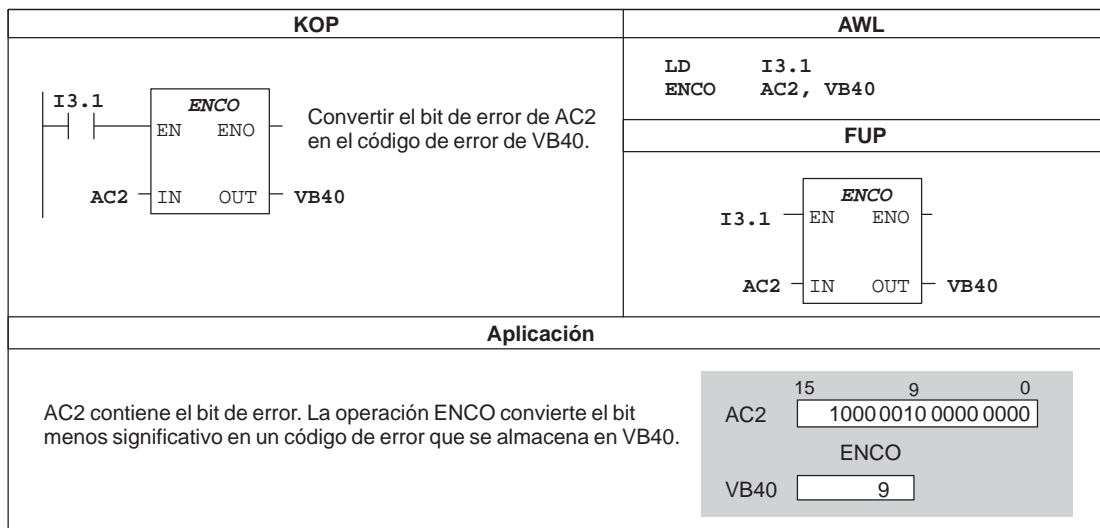 KOP
I3.1
ENCO
EN ENO
Convertir el bit de error de AC2
en el código de error de VB40.
AC2 IN OUT VB40
AWL
LD I3.1
ENCO AC2, VB40
FUP
ENCO
I3.1 EN ENO
AC2 IN OUT VB40
Aplicación
AC2 contiene el bit de error. La operación ENCO convierte el bit
menos significativo en un código de error que se almacena en VB40.
15 9 0
AC2 1000 0010 0000 0000
ENCO
VB40 9